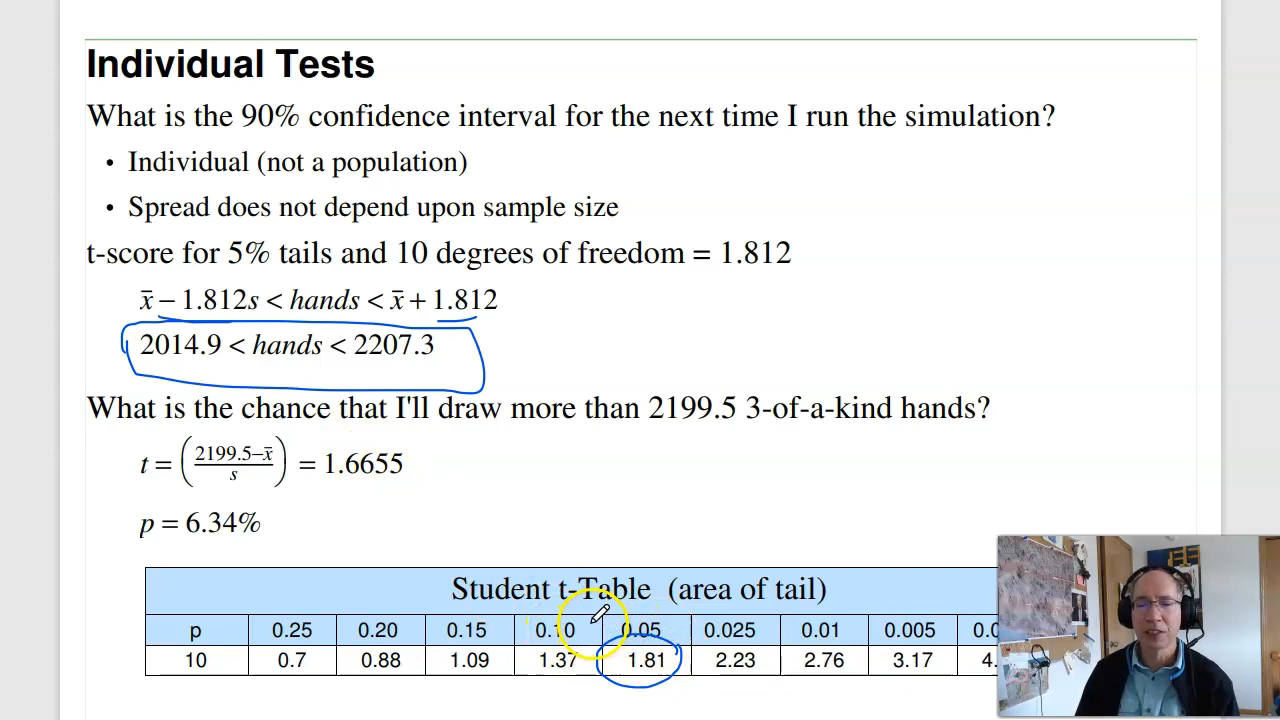 Individual Tests
What is the 90% confidence interval for the next time I run the simulation?
• Individual (not a population)
• Spread does not depend upon sample size
t-score for 5% tails and 10 degrees of freedom = 1.812
x̄ − 1.812s < hands < x̄ + 1.812
2014.9 < hands < 2207.3
What is the chance that I'll draw more than 2199.5 3-of-a-kind hands?
t = (2199.5−x̄ / s) = 1.6655
p = 6.34%
Student t-Table (area of tail)
p 0.25 0.20 0.15 0.10 0.05 0.025 0.01 0.005
10 0.7 0.88 1.09 1.37 1.81 2.23 2.76 3.17